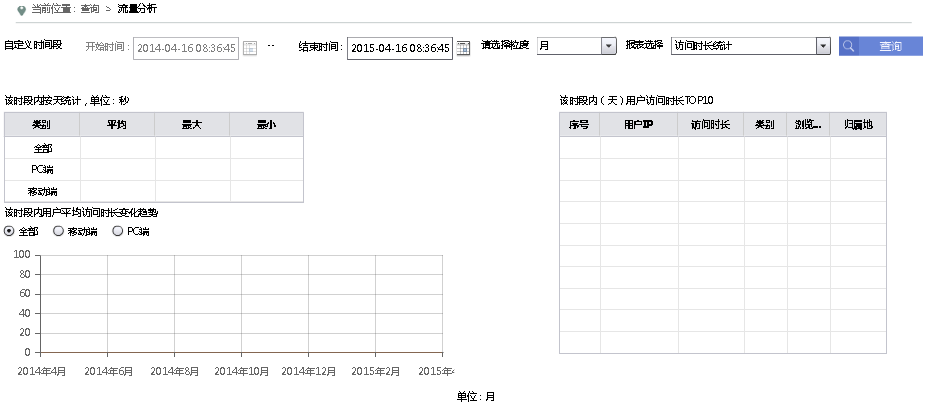 当前位置：查询 > 流量分析
自定义时间段 开始时间：2014-04-16 08:36:45 -- 结束时间：2015-04-16 08:36:45 请选择粒度 月 报表选择 访问时长统计 查询
该时段内按天统计，单位：秒
类别 平均 最大 最小
全部
PC端
移动端
该时段内（天）用户访问时长TOP10
序号 用户IP 访问时长 类别 浏览... 归属地
该时段内用户平均访问时长变化趋势
全部 移动端 PC端
100
80
60
40
20
0
2014年4月 2014年6月 2014年8月 2014年10月 2014年12月 2015年2月 2015年4
单位：月